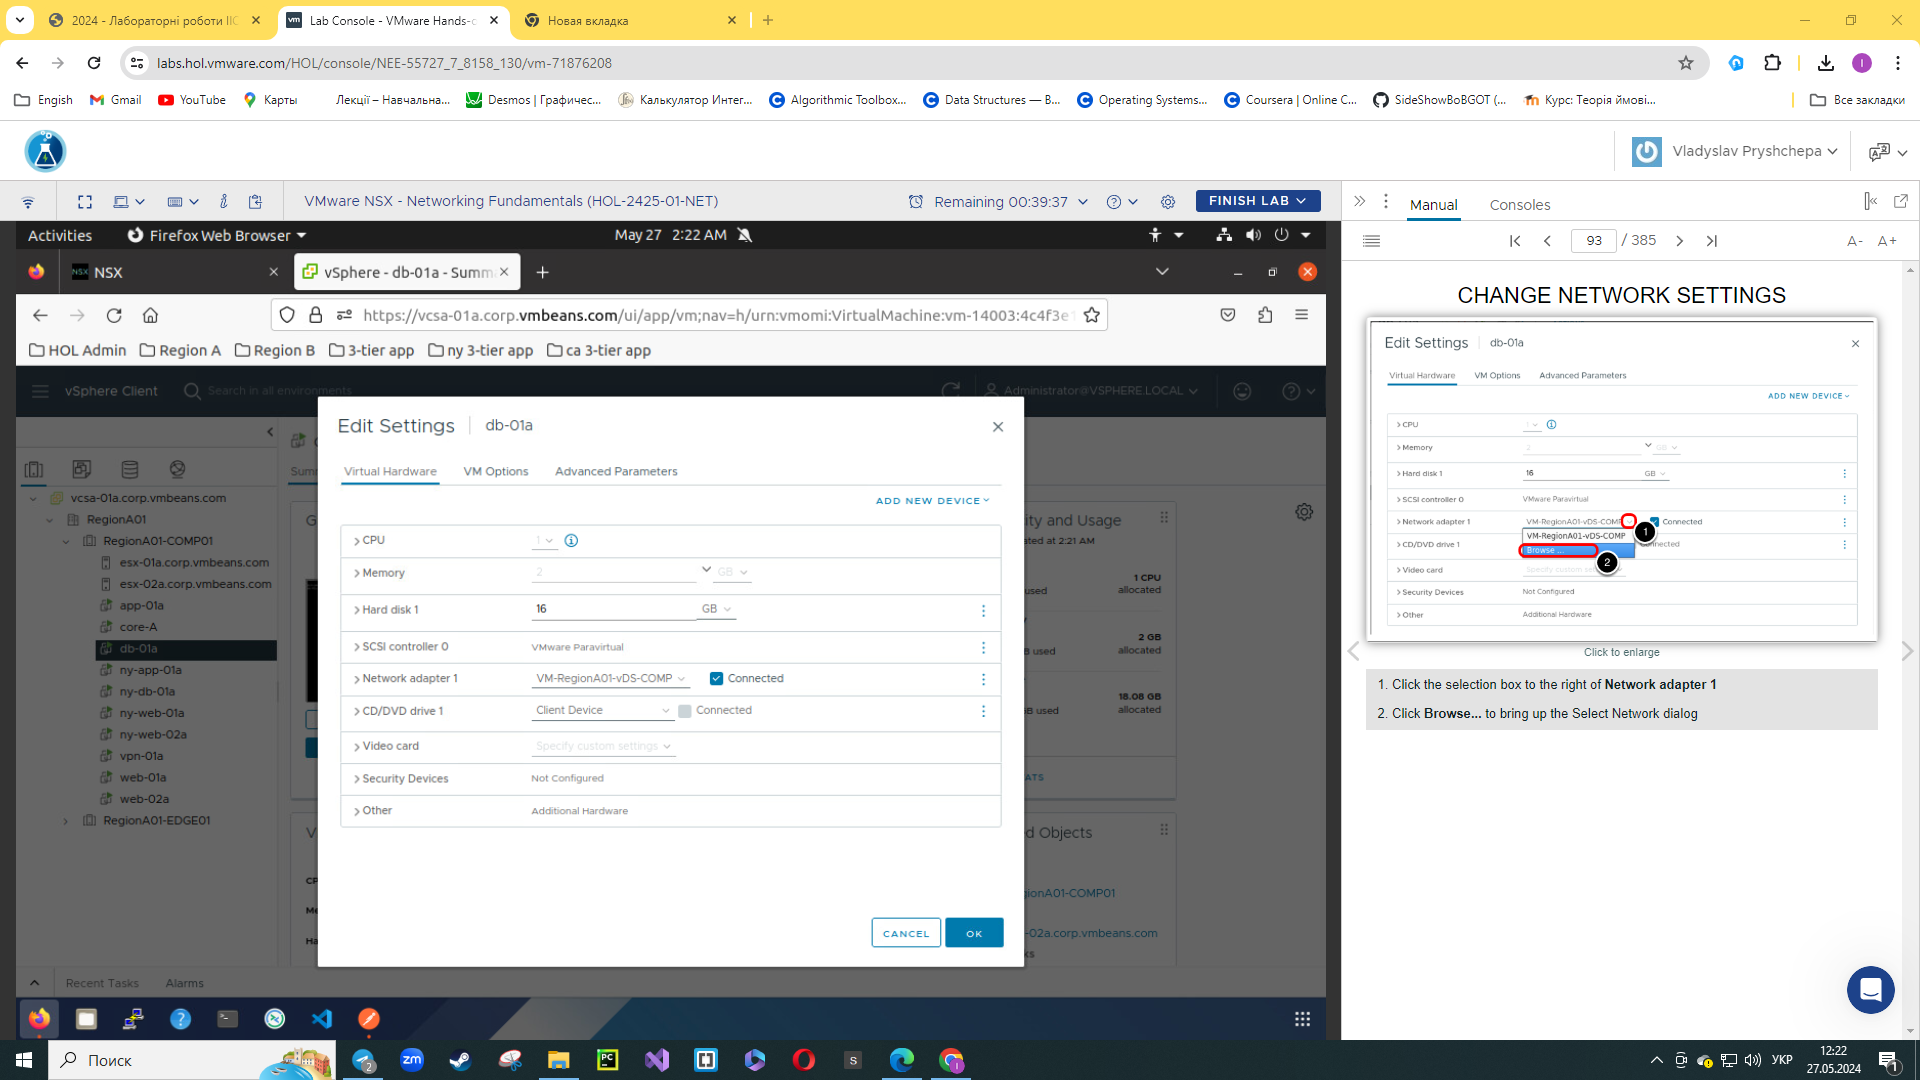 2024 - Лабораторні роботи ІІС
Lab Console - VMware Hands-o
Новая вкладка
labs.hol.vmware.com/HOL/console/NEE-55727_7_8158_130/vm-71876208
Engish
Gmail
YouTube
Карты
Лекції – Навчальна...
Desmos | Графичес...
Калькулятор Интег...
Algorithmic Toolbox...
Data Structures — В...
Operating Systems...
Coursera | Online C...
SideShowBoBGOT (...
Курс: Теорія ймові...
Все закладки
Vladyslav Pryshchepa
VMware NSX - Networking Fundamentals (HOL-2425-01-NET)
Remaining 00:39:37
FINISH LAB
Manual
Consoles
Activities
Firefox Web Browser
May 27 2:22 AM
93 / 385
A- A+
NSX
vSphere - db-01a - Summ
https://vcsa-01a.corp.vmbeans.com/ui/app/vm;nav=h/urn:vmomi:VirtualMachine:vm-14003:4c4f3e1
HOL Admin
Region A
Region B
3-tier app
ny 3-tier app
ca 3-tier app
vSphere Client
Search in all environments
Administrator@VSPHERE.LOCAL
vcsa-01a.corp.vmbeans.com
RegionA01
RegionA01-COMP01
esx-01a.corp.vmbeans.com
esx-02a.corp.vmbeans.com
app-01a
core-A
db-01a
ny-app-01a
ny-db-01a
ny-web-01a
ny-web-02a
vpn-01a
web-01a
web-02a
RegionA01-EDGE01
Edit Settings
db-01a
Virtual Hardware
VM Options
Advanced Parameters
ADD NEW DEVICE
CPU
1
Memory
2
GB
Hard disk 1
16
GB
SCSI controller 0
VMware Paravirtual
Network adapter 1
VM-RegionA01-vDS-COMP
Connected
CD/DVD drive 1
Client Device
Connected
Video card
Specify custom settings
Security Devices
Not Configured
Other
Additional Hardware
CANCEL
OK
ity and Usage
ted at 2:21 AM
1 CPU
used
allocated
2 GB
B used
allocated
18.08 GB
B used
allocated
ATS
d Objects
gionA01-COMP01
-02a.corp.vmbeans.com
ks
Recent Tasks
Alarms
CHANGE NETWORK SETTINGS
Edit Settings
db-01a
Virtual Hardware
VM Options
Advanced Parameters
ADD NEW DEVICE
CPU
1
Memory
2
GB
Hard disk 1
16
GB
SCSI controller 0
VMware Paravirtual
Network adapter 1
VM-RegionA01-vDS-COMP
Connected
1
VM-RegionA01-vDS-COMP
CD/DVD drive 1
Browse ...
2
Video card
Security Devices
Not Configured
Other
Additional Hardware
Click to enlarge
1. Click the selection box to the right of Network adapter 1
2. Click Browse... to bring up the Select Network dialog
Поиск
УКР
12:22
27.05.2024